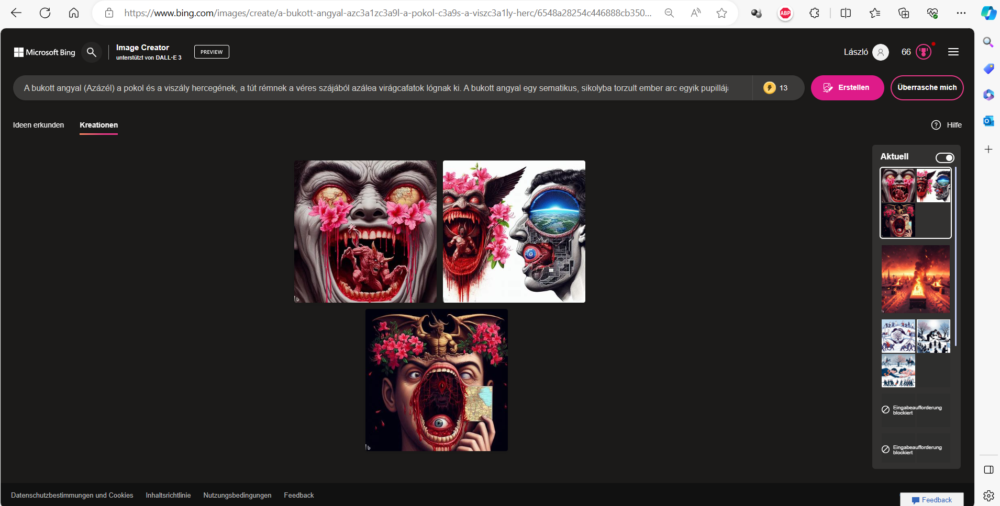 https://www.bing.com/images/create/a-bukott-angyal-azc3a1zc3a9l-a-pokol-c3a9s-a-viszc3a1ly-herc/6548a28254c446888cb350...
ABP
Microsoft Bing
Image Creator
unterstützt von DALL·E 3
PREVIEW
László
66
A bukott angyal (Azázél) a pokol és a viszály hercegének, a tút rémnek a véres szájából azálea virágcafatok lógnak ki. A bukott angyal egy sematikus, sikolyba torzult ember arc egyik pupilláj
13
Erstellen
Überrasche mich
Ideen erkunden
Kreationen
Hilfe
Aktuell
Eingabeaufforderung
blockiert
Eingabeaufforderung
blockiert
Datenschutzbestimmungen und Cookies
Inhaltsrichtlinie
Nutzungsbedingungen
Feedback
Feedback